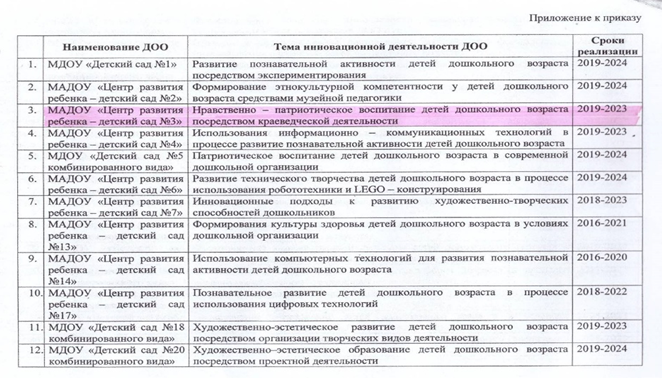 Приложение к приказу
Наименование ДОО Тема инновационной деятельности ДОО Сроки
реализации
1. МДОУ «Детский сад №1» Развитие познавательной активности детей дошкольного возраста 2019-2024
посредством экспериментирования
2. МАДОУ «Центр развития Формирование этнокультурной компетентности у детей дошкольного 2019-2024
ребенка – детский сад №2» возраста средствами музейной педагогики
3. МАДОУ «Центр развития Нравственно – патриотическое воспитание детей дошкольного возраста 2019-2023
ребенка – детский сад №3» посредством краеведческой деятельности
4. МАДОУ «Центр развития Использования информационно – коммуникационных технологий в 2019-2023
ребенка – детский сад №4» процессе развитие познавательной активности детей дошкольного возраста
5. МДОУ «Детский сад №5 Патриотическое воспитание детей дошкольного возраста в современной 2019-2024
комбинированного вида» дошкольной организации
6. МАДОУ «Центр развития Развитие технического творчества детей дошкольного возраста в процессе 2019-2024
ребенка – детский сад №6» использования робототехники и LEGO – конструирования
7. МАДОУ «Центр развития Инновационные подходы к развитию художественно-творческих 2018-2023
ребенка – детский сад №7» способностей дошкольников
8. МАДОУ «Центр развития Формирования культуры здоровья детей дошкольного возраста в условиях 2016-2021
ребенка – детский сад дошкольной организации
№13»
9. МАДОУ «Центр развития Использование компьютерных технологий для развития познавательной 2016-2020
ребенка – детский сад активности детей дошкольного возраста
№14»
10. МАДОУ «Центр развития Познавательное развитие детей дошкольного возраста в процессе 2018-2022
ребенка – детский сад использования цифровых технологий
№17»
11. МДОУ «Детский сад №18 Художественно-эстетическое развитие детей дошкольного возраста 2019-2023
комбинированного вида» посредством организации творческих видов деятельности
12. МДОУ «Детский сад №20 Художественно–эстетическое образование детей дошкольного возраста 2019-2024
комбинированного вида» посредством проектной деятельности